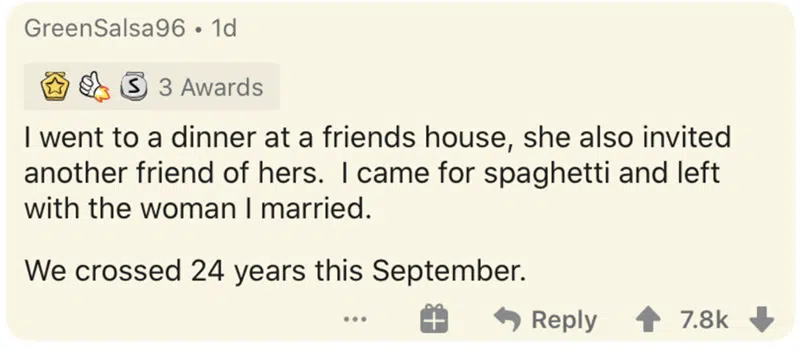 GreenSalsa96 • 1d
S 3 Awards
I went to a dinner at a friends house, she also invited
another friend of hers. I came for spaghetti and left
with the woman I married.
We crossed 24 years this September.
... Reply 7.8k